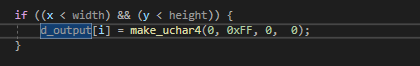 if ((x < width) && (y < height)) {
    d_output[i] = make_uchar4(0, 0xFF, 0,  0);
}